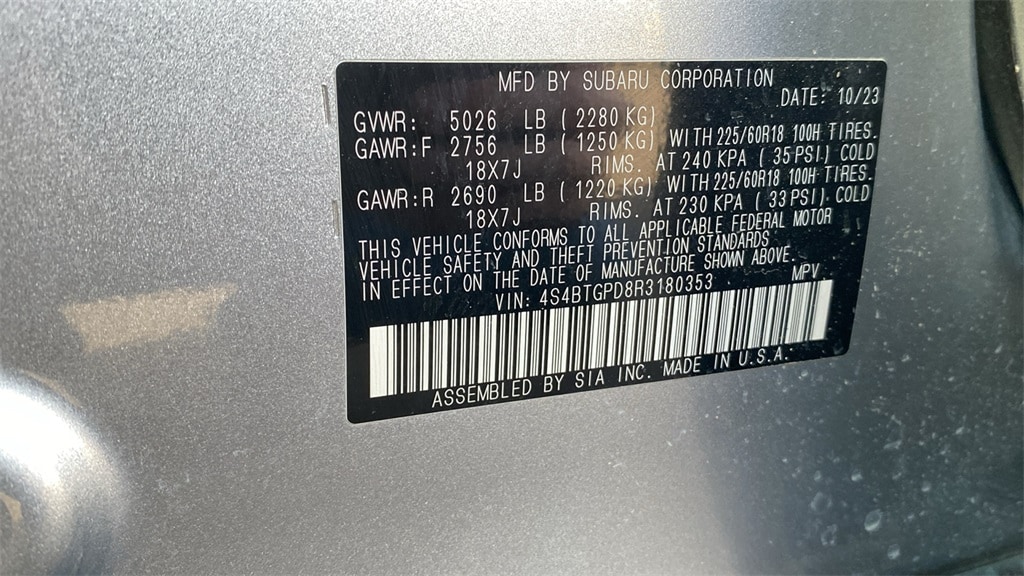 MFD BY SUBARU CORPORATION
DATE: 10/23
GVWR: 5026 LB ( 2280 KG)
GAWR:F 2756 LB ( 1250 KG) WITH 225/60R18 100H TIRES.
18X7J RIMS. AT 240 KPA ( 35 PSI) COLD
GAWR:R 2690 LB ( 1220 KG) WITH 225/60R18 100H TIRES.
18X7J RIMS. AT 230 KPA ( 33 PSI) COLD
THIS VEHICLE CONFORMS TO ALL APPLICABLE FEDERAL MOTOR
VEHICLE SAFETY AND THEFT PREVENTION STANDARDS
IN EFFECT ON THE DATE OF MANUFACTURE SHOWN ABOVE.
VIN: 4S4BTGPD8R3180353 MPV
ASSEMBLED BY SIA INC. MADE IN U.S.A.